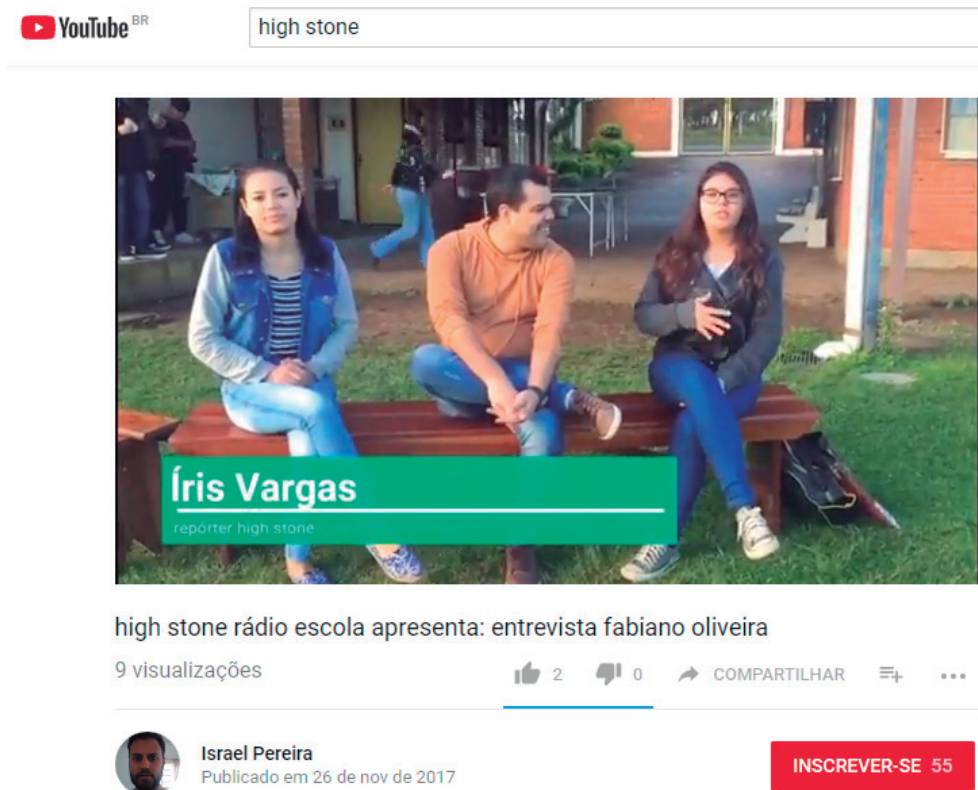 YouTube BR
high stone
Íris Vargas
repórter high stone
high stone rádio escola apresenta: entrevista fabiano oliveira
9 visualizações
2 0 COMPARTILHAR
Israel Pereira
Publicado em 26 de nov de 2017
INSCREVER-SE 55